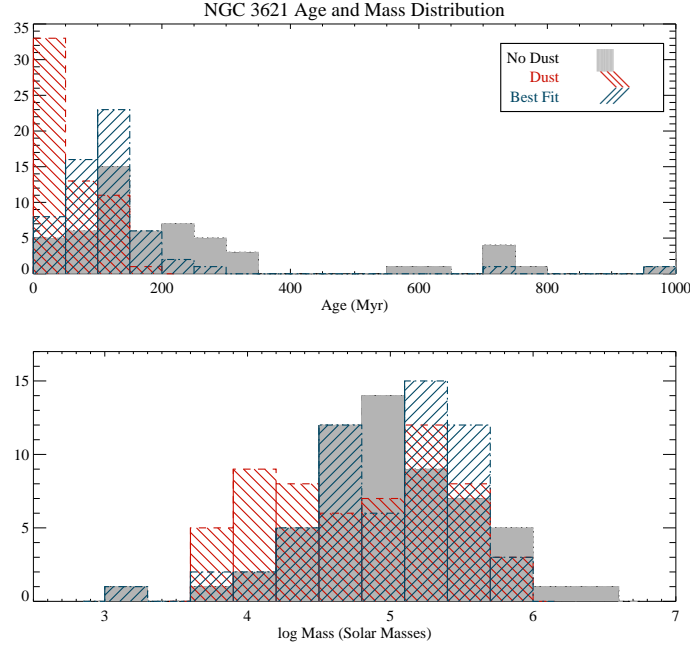 NGC 3621 Age and Mass Distribution
35
30
25
20
15
10
5
0
No Dust
Dust
Best Fit
0 200 400 600 800 1000
Age (Myr)
15
10
5
0
3 4 5 6 7
log Mass (Solar Masses)